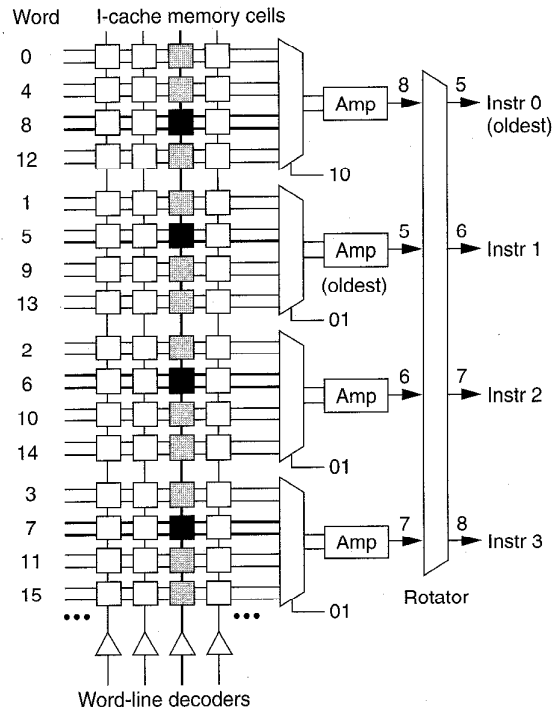 Word I-cache memory cells
0
4
8
12
Amp
8
5
Instr 0
(oldest)
10
1
5
9
13
Amp
(oldest)
5
6
Instr 1
01
2
6
10
14
Amp
6
7
Instr 2
01
3
7
11
15
Amp
7
8
Instr 3
01
Rotator
•••
•••
Word-line decoders